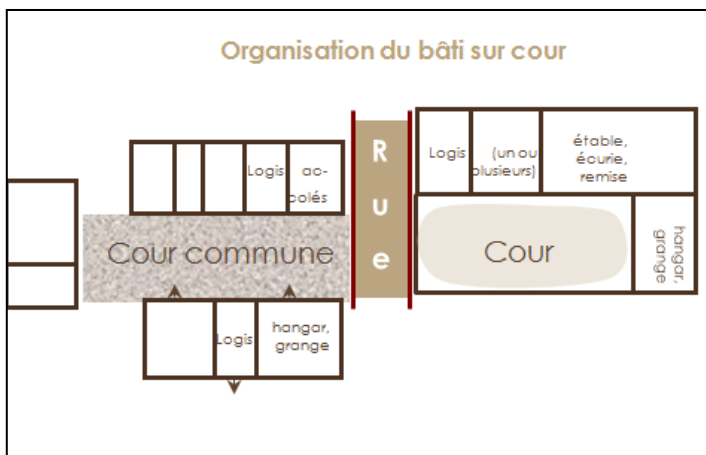 Organisation du bâti sur cour
Logis
ac-
colés
Cour commune
Logis
hangar,
grange
Rue
Logis
(un ou
plusieurs)
étable,
écurie,
remise
Cour
hangar,
grange